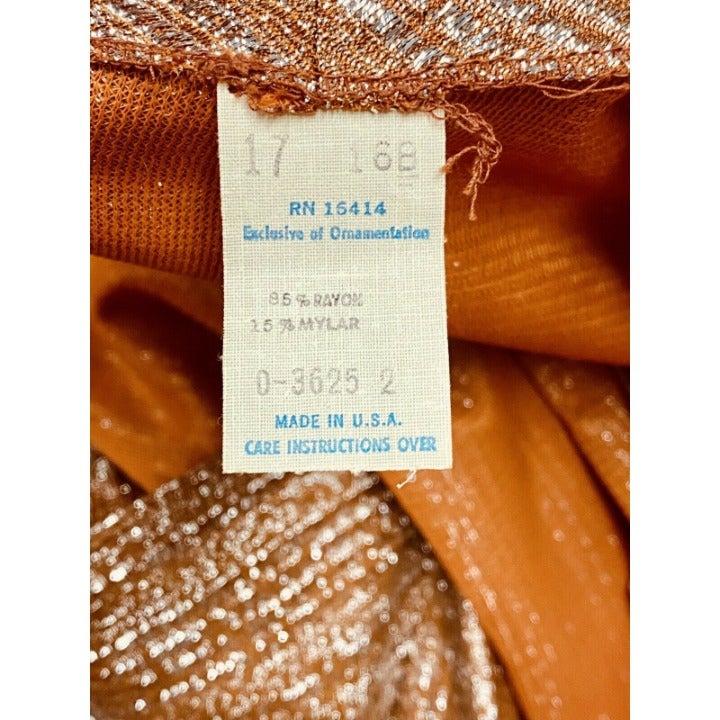 17 16B
RN 16414
Exclusive of Ornamentation
85% RAYON
15% MYLAR
0-3625 2
MADE IN U.S.A.
CARE INSTRUCTIONS OVER